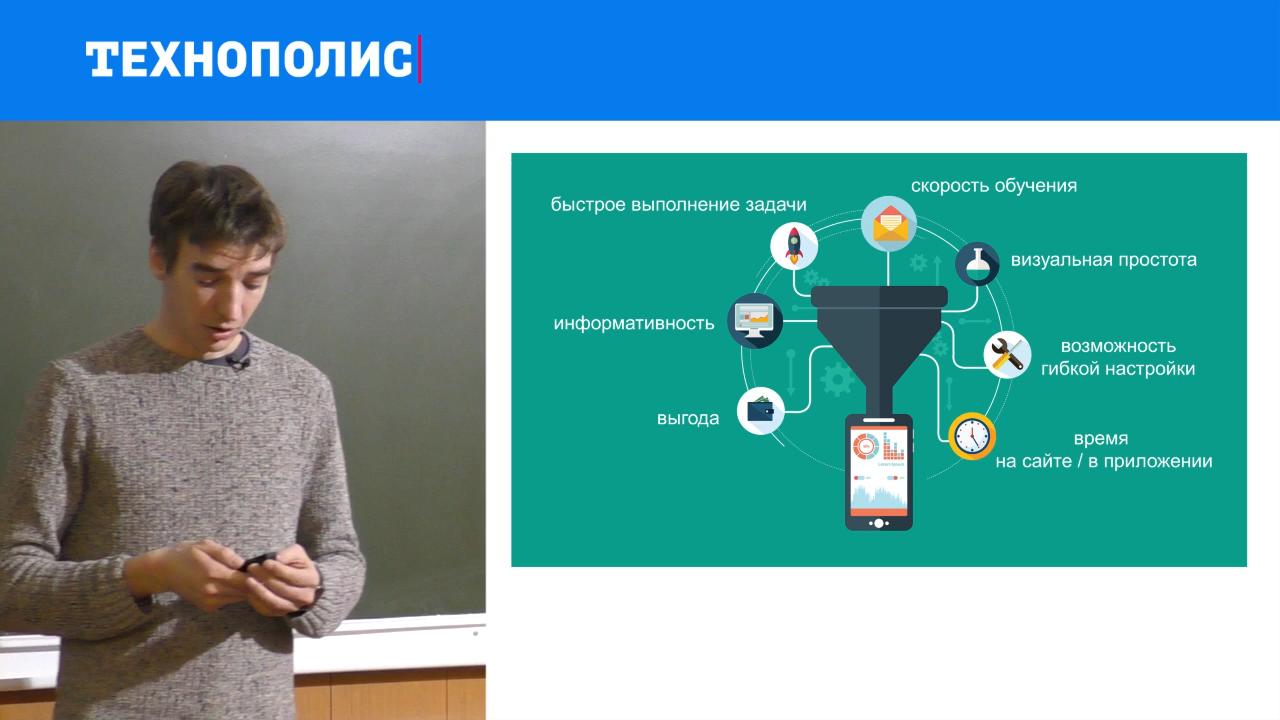 ТЕХНОПОЛИС
скорость обучения
быстрое выполнение задачи
визуальная простота
информативность
возможность
гибкой настройки
выгода
время
на сайте / в приложении